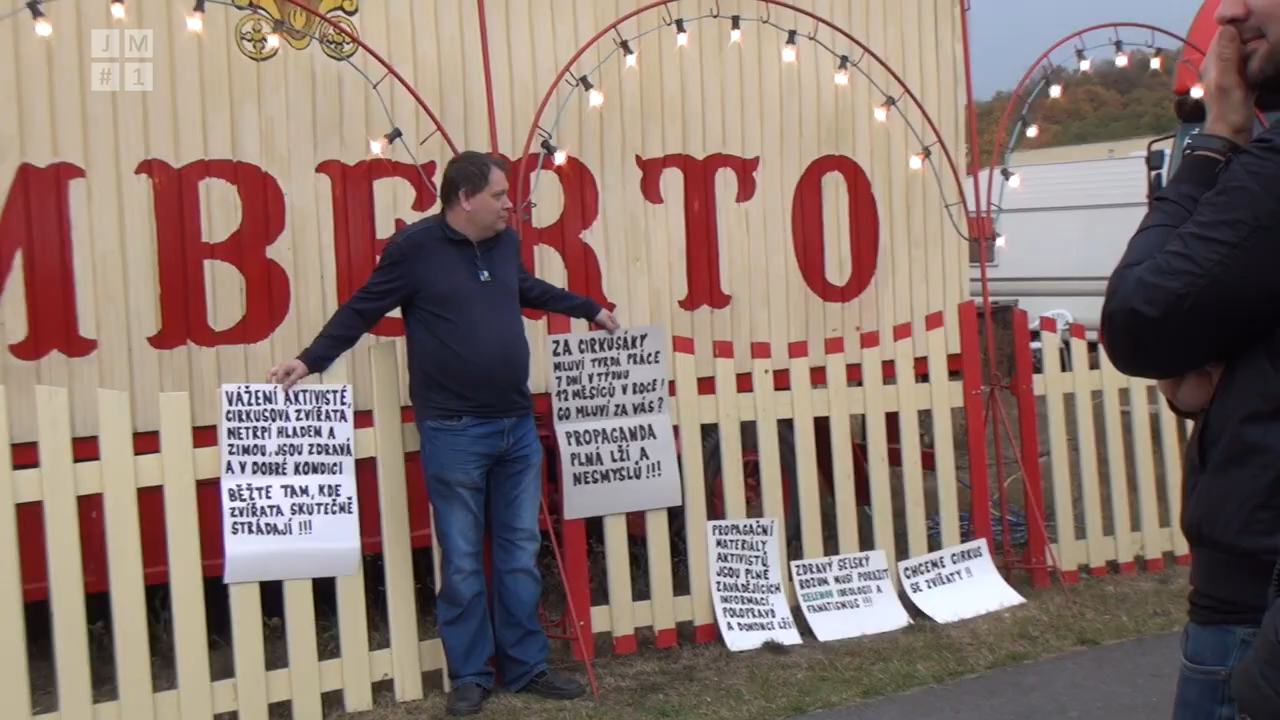 JM
#1
MBERTO
VÁŽENÍ AKTIVISTÉ,
CIRKUSOVÁ ZVÍŘATA
NETRPÍ HLADEM A
ZIMOU, JSOU ZDRAVÁ
A V DOBRÉ KONDICI
BĚŽTE TAM, KDE
ZVÍŘATA SKUTEČNĚ
STRÁDAJÍ !!!
ZA CIRKUSÁKY
MLUVÍ TVRDÁ PRÁCE
7 DNÍ V TÝDNU
12 MĚSÍCŮ V ROCE!
CO MLUVÍ ZA VÁS?
PROPAGANDA
PLNÁ LŽÍ A
NESMYSLŮ!!!
PROPAGAČNÍ
MATERIÁLY
AKTIVISTŮ
JSOU PLNÉ
ZAVÁDĚJÍCÍCH
INFORMACÍ,
POLOPRAVD
A DOKONCE LŽÍ
ZDRAVÝ SELSKÝ
ROZUM MUSÍ PORAZIT
ZELENOU IDEOLOGII A
FANATISMUS !!!
CHCEME CIRKUS
SE ZVÍŘATY !!